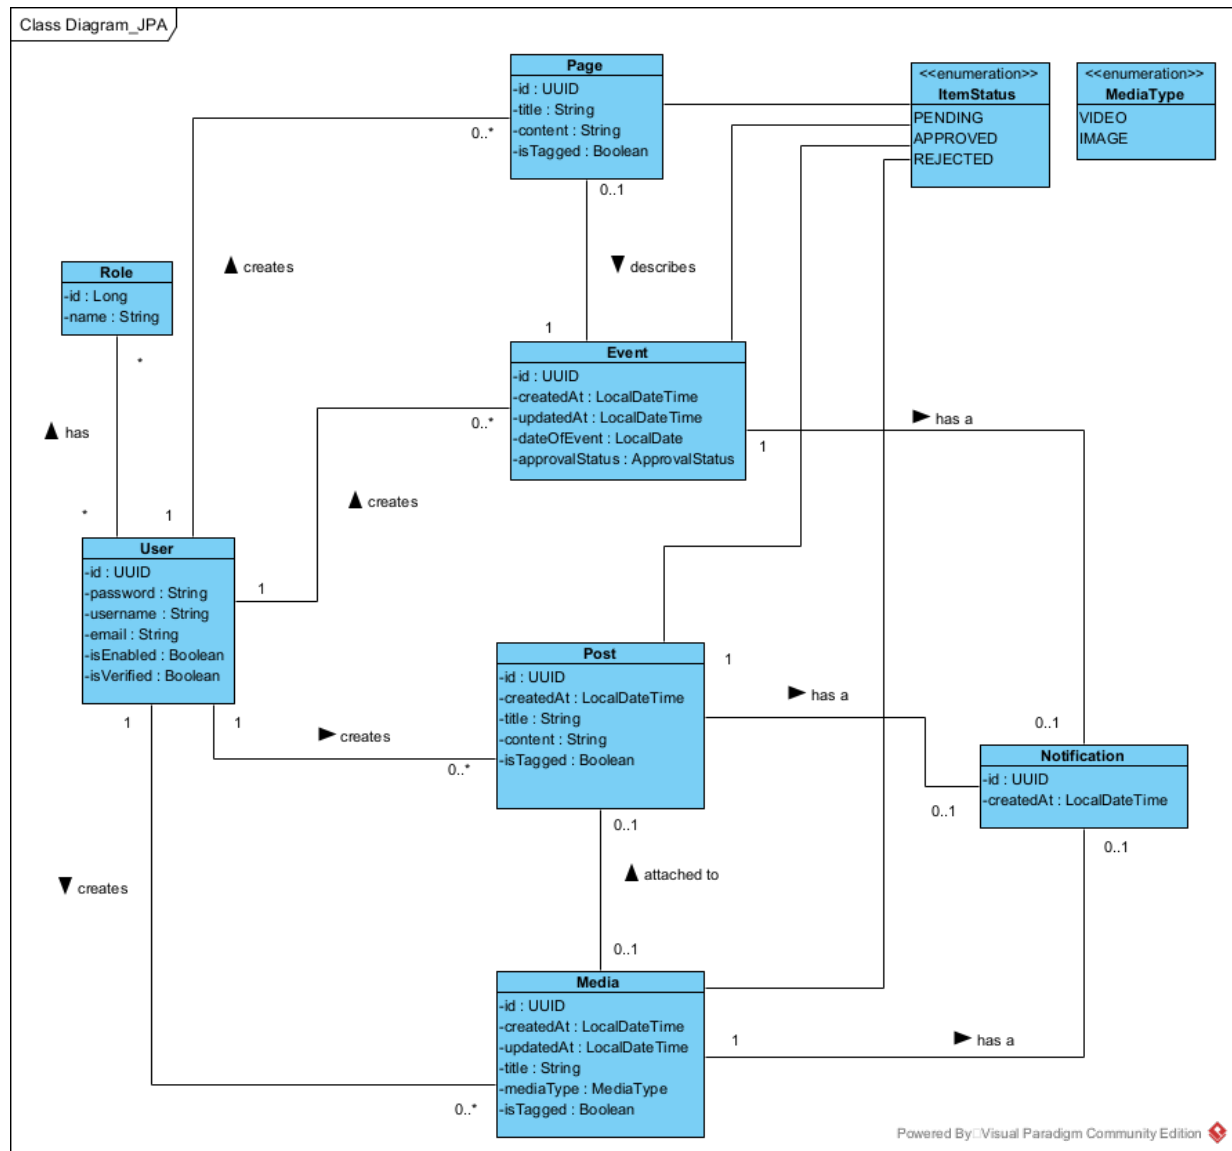 Class Diagram_JPA
Page
-id : UUID
-title : String
-content : String
-isTagged : Boolean
<<enumeration>>
ItemStatus
PENDING
APPROVED
REJECTED
<<enumeration>>
MediaType
VIDEO
IMAGE
0..*
0..1
creates
describes
Role
-id : Long
-name : String
*
has
*
1
1
Event
-id : UUID
-createdAt : LocalDateTime
-updatedAt : LocalDateTime
-dateOfEvent : LocalDate
-approvalStatus : ApprovalStatus
0..*
has a
1
creates
User
-id : UUID
-password : String
-username : String
-email : String
-isEnabled : Boolean
-isVerified : Boolean
1
1
1
creates
0..*
Post
-id : UUID
-createdAt : LocalDateTime
-title : String
-content : String
-isTagged : Boolean
1
has a
0..1
0..1
Notification
-id : UUID
-createdAt : LocalDateTime
0..1
0..1
attached to
0..1
creates
0..*
Media
-id : UUID
-createdAt : LocalDateTime
-updatedAt : LocalDateTime
-title : String
-mediaType : MediaType
-isTagged : Boolean
1
has a
Powered By Visual Paradigm Community Edition